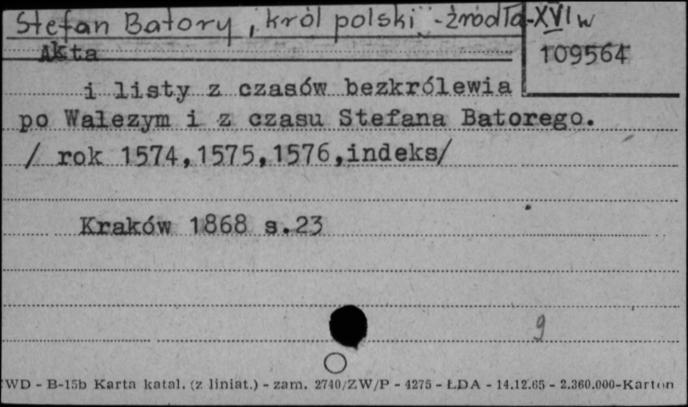 Stefan Batory, król polski - źródła - XVI w
Akta
109564
i listy z czasów bezkrólewia
po Walezym i z czasu Stefana Batorego.
/ rok 1574,1575,1576,indeks/
Kraków 1868 s.23
9
WD - B-15b Karta katal. (z liniat.) - zam. 2740/ZW/P - 4275 - ŁDA - 14.12.65 - 2.360.000-Karton